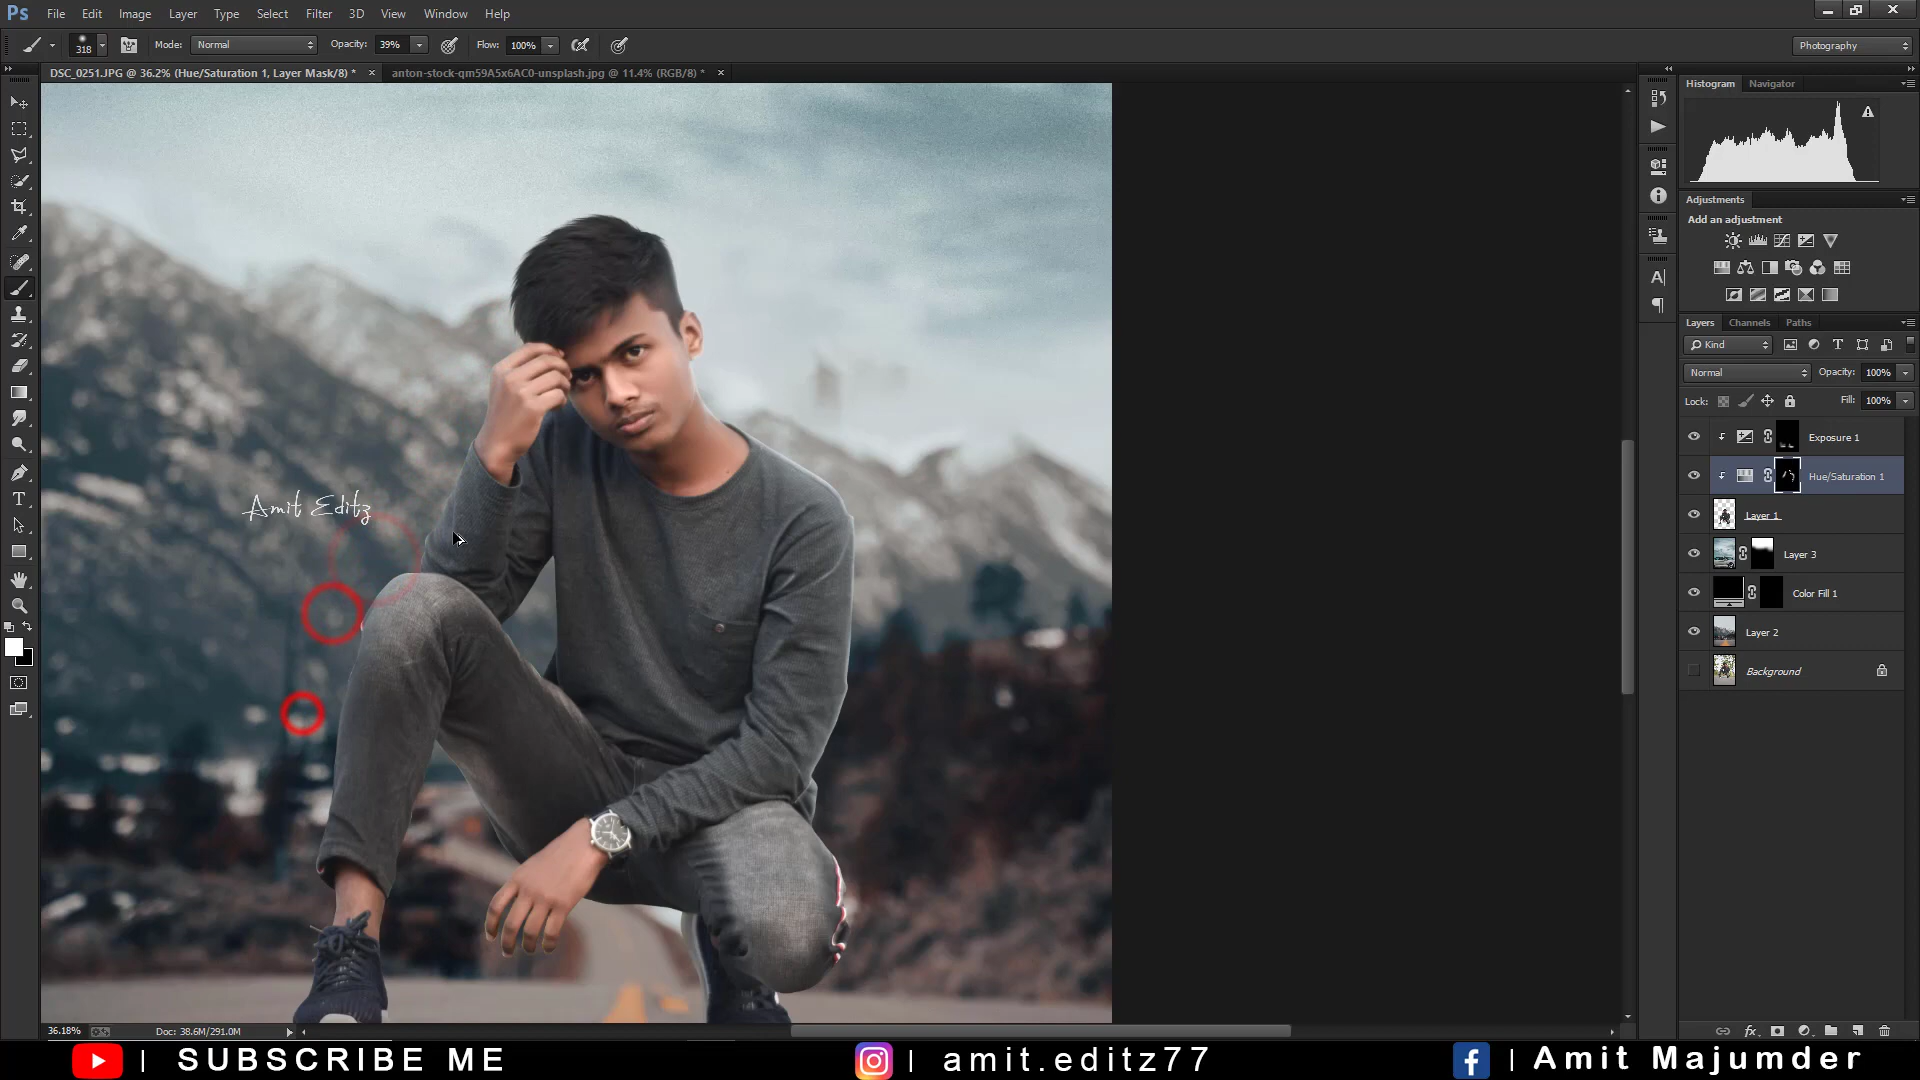 Ps File Edit Image Layer Type Select Filter 3D View Window Help
318 Mode: Normal Opacity: 39% Flow: 100% Photography
DSC_0251.JPG @ 36.2% (Hue/Saturation 1, Layer Mask/8) * × anton-stock-qm59A5x6AC0-unsplash.jpg @ 11.4% (RGB/8) * ×
Histogram Navigator
Adjustments
Add an adjustment
Layers Channels Paths
Kind
Normal Opacity: 100%
Lock: Fill: 100%
Exposure 1
Hue/Saturation 1
Layer 1
Layer 3
Color Fill 1
Layer 2
Background
Amit Editz
36.18% Doc: 38.6M/291.0M
| SUBSCRIBE ME | amit.editz77 | Amit Majumder